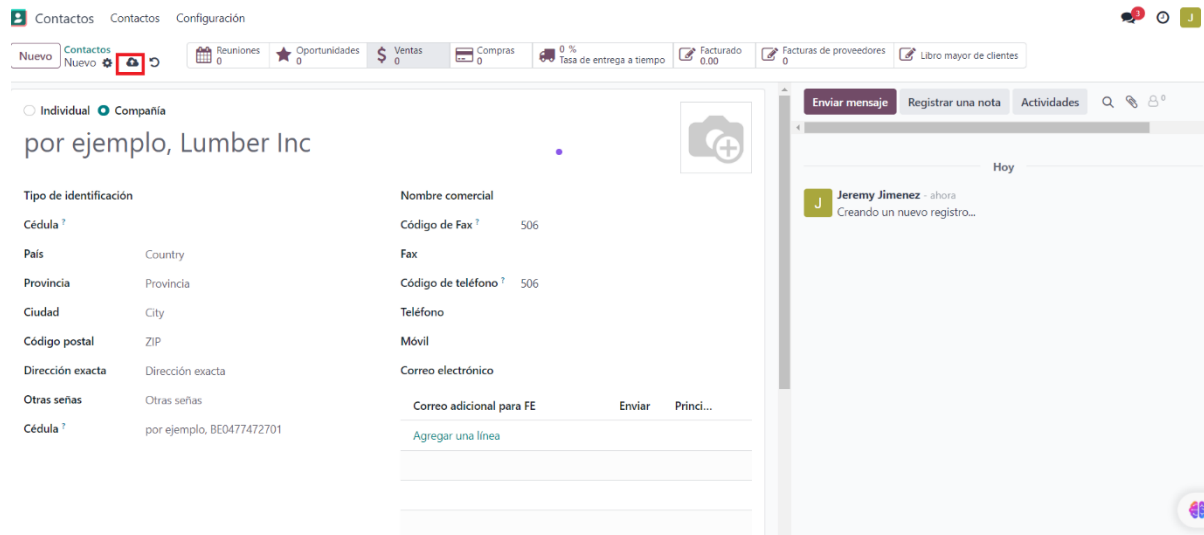 Contactos Contactos Configuración 3 J
Nuevo Contactos Reuniones Oportunidades Ventas Compras 0 % Facturado Facturas de proveedores Libro mayor de clientes
Nuevo 0 0 0 0 Tasa de entrega a tiempo 0.00 0
Individual Compañía Enviar mensaje Registrar una nota Actividades 0
por ejemplo, Lumber Inc
Hoy
Tipo de identificación Nombre comercial J Jeremy Jimenez - ahora
Creando un nuevo registro...
Cédula ? Código de Fax ? 506
País Country Fax
Provincia Provincia Código de teléfono ? 506
Ciudad City Teléfono
Código postal ZIP Móvil
Dirección exacta Dirección exacta Correo electrónico
Otras señas Otras señas Correo adicional para FE Enviar Princi...
Cédula ? por ejemplo, BE0477472701 Agregar una línea